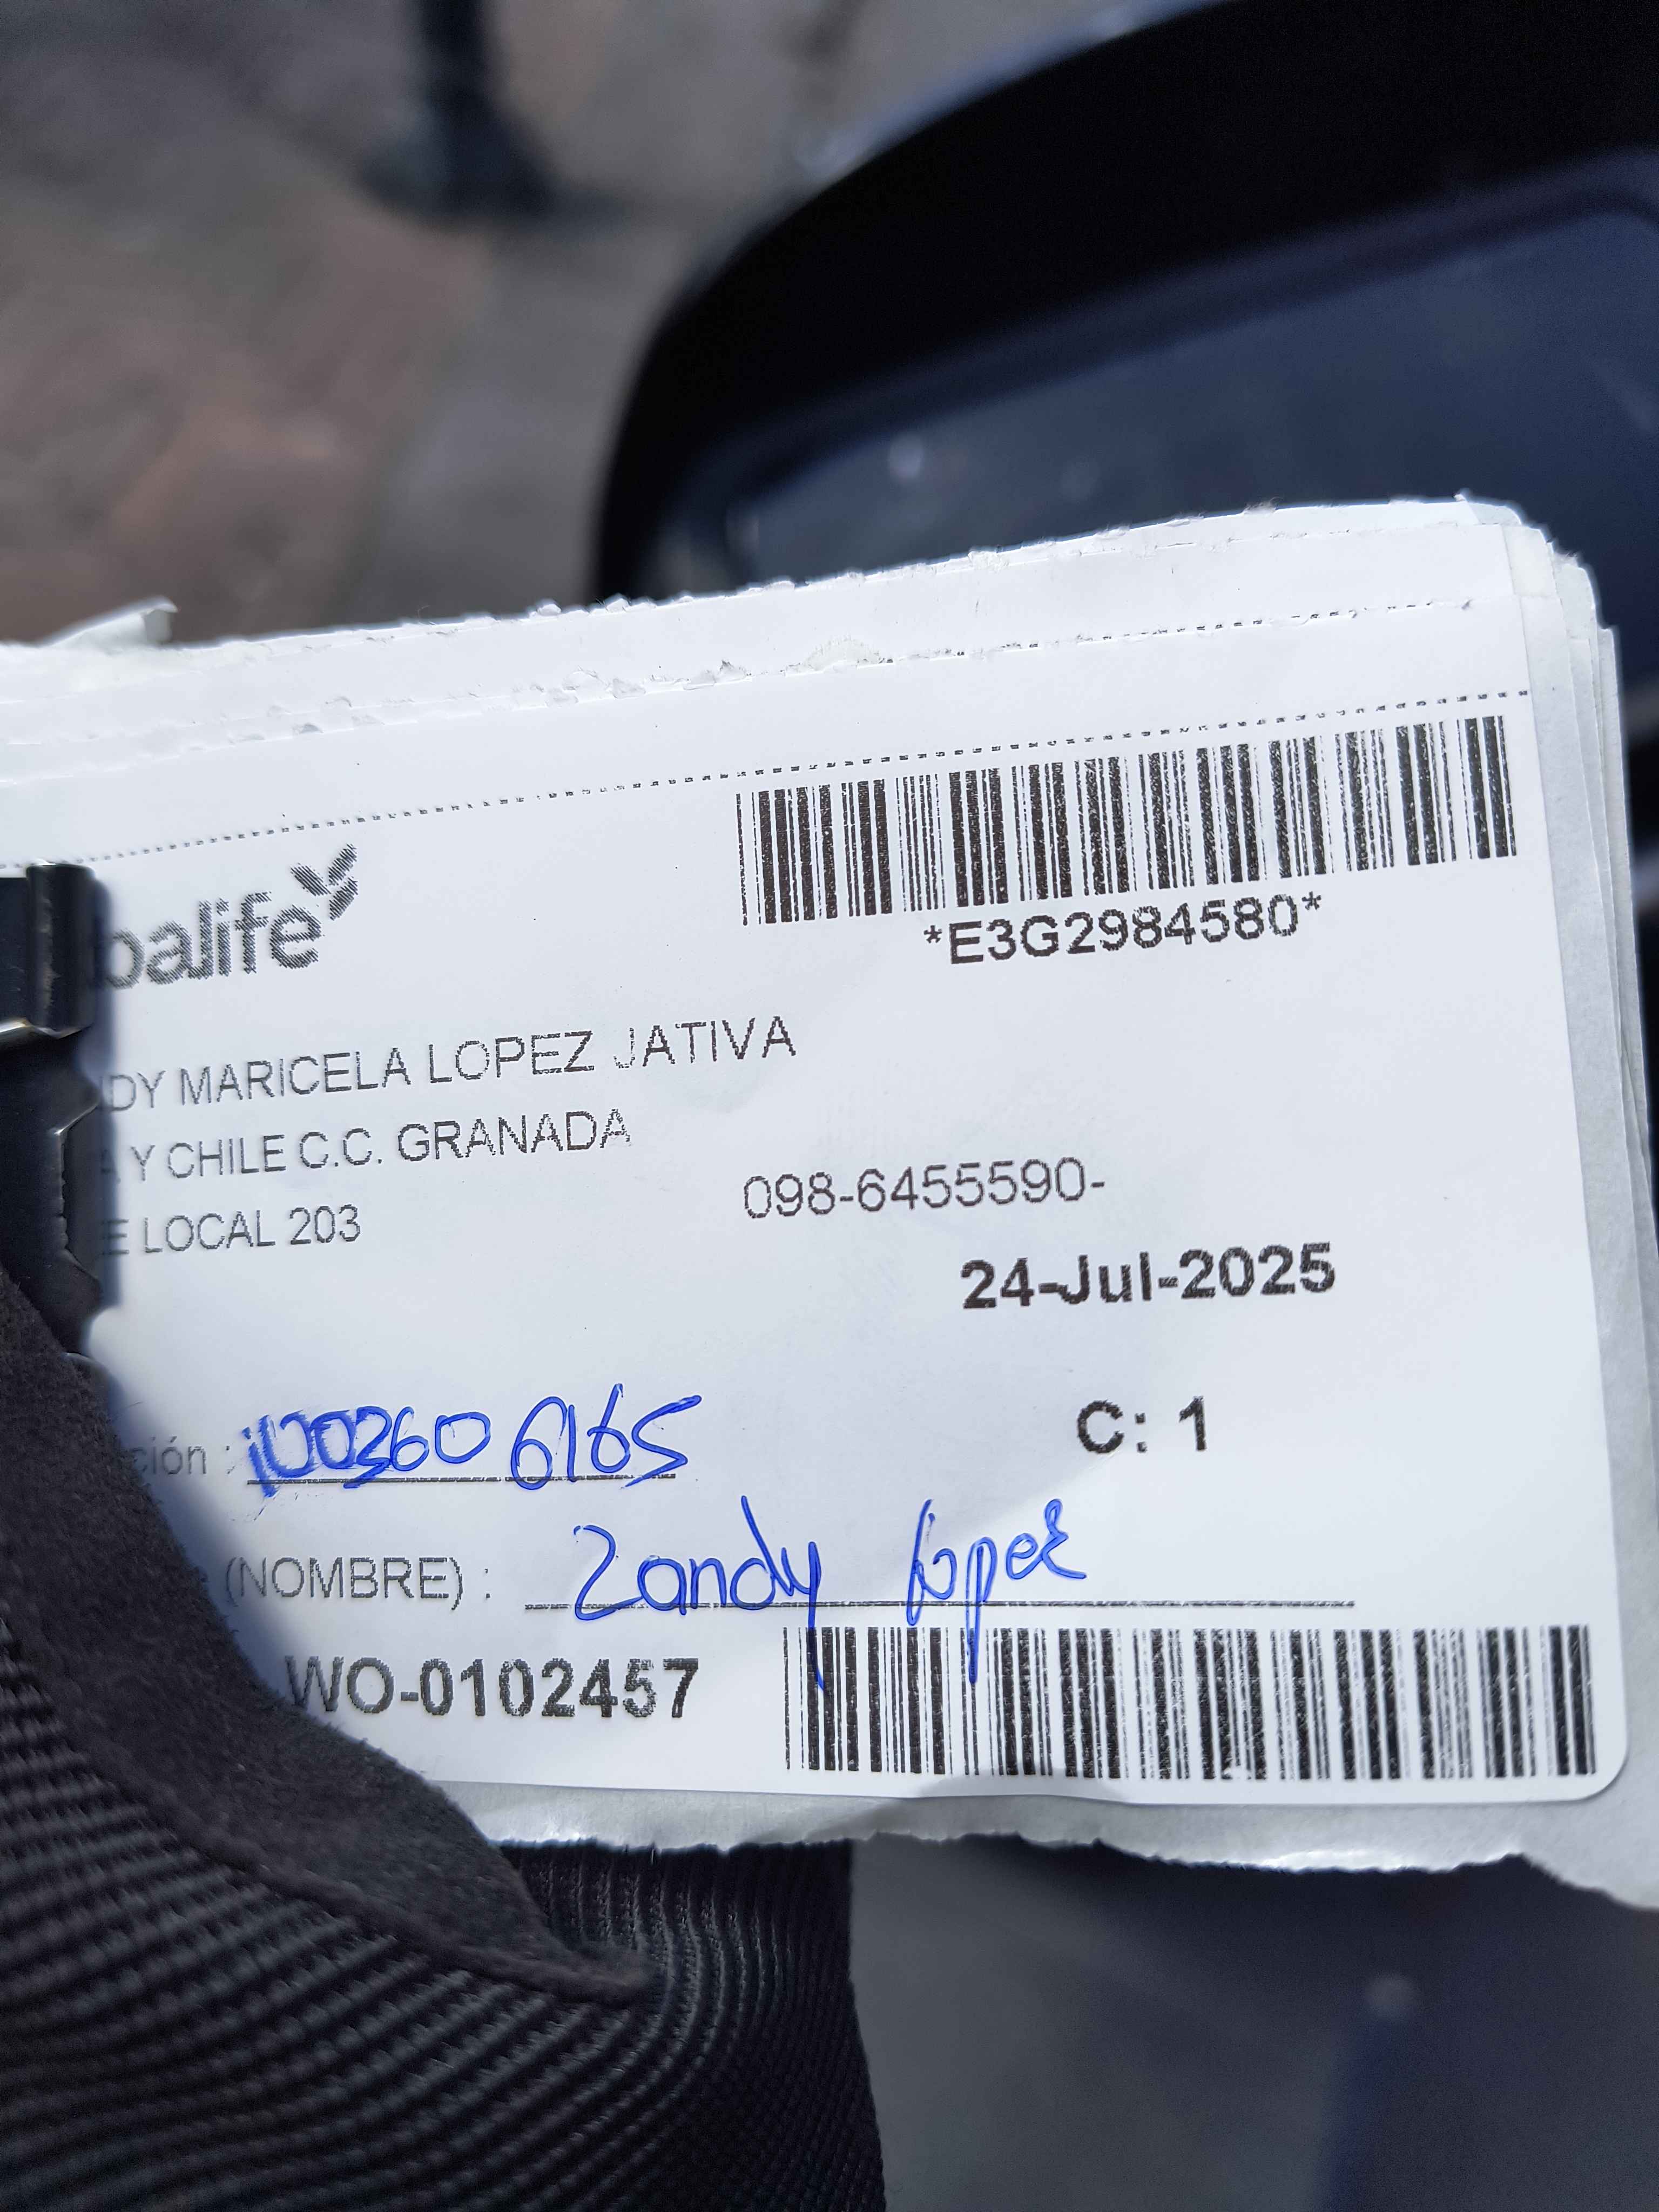 balife
*E3G2984580*
DY MARICELA LOPEZ JATIVA
A Y CHILE C.C. GRANADA
098-6455590-
E LOCAL 203
24-Jul-2025
ción : 1003606165
C: 1
(NOMBRE) : Zandy Lopez
WO-0102457